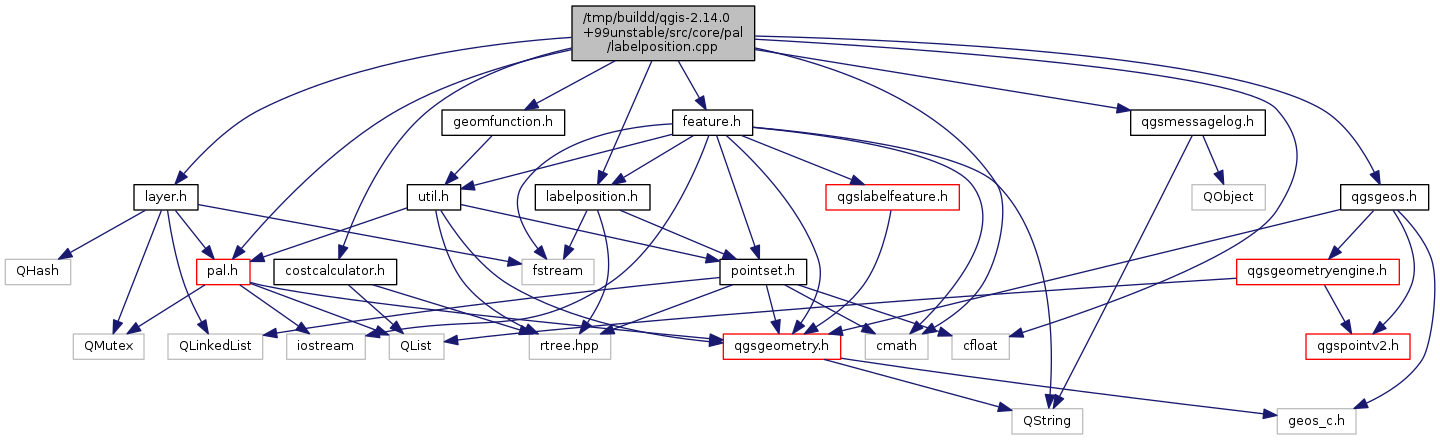 /tmp/buildd/qgis-2.14.0
+99unstable/src/core/pal
/labelposition.cpp
geomfunction.h
feature.h
qgsmessagelog.h
layer.h
util.h
labelposition.h
qgslabelfeature.h
QObject
qgsgeos.h
QHash
pal.h
costcalculator.h
fstream
pointset.h
qgsgeometryengine.h
QMutex
QLinkedList
iostream
QList
rtree.hpp
qgsgeometry.h
cmath
cfloat
qgspointv2.h
QString
geos_c.h